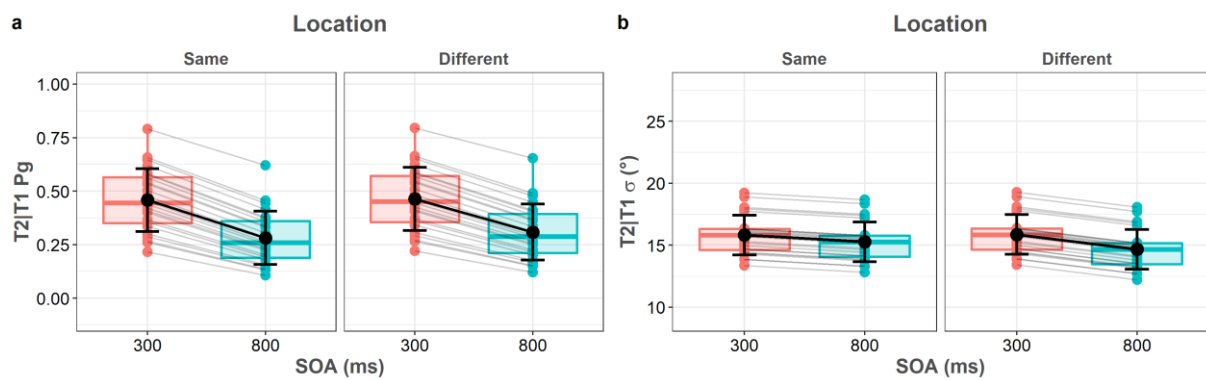 a
Location
Same
Different
T2|T1 Pg
1.00
0.75
0.50
0.25
0.00
300
800
300
800
SOA (ms)
b
Location
Same
Different
T2|T1 σ (°)
25
20
15
10
300
800
300
800
SOA (ms)